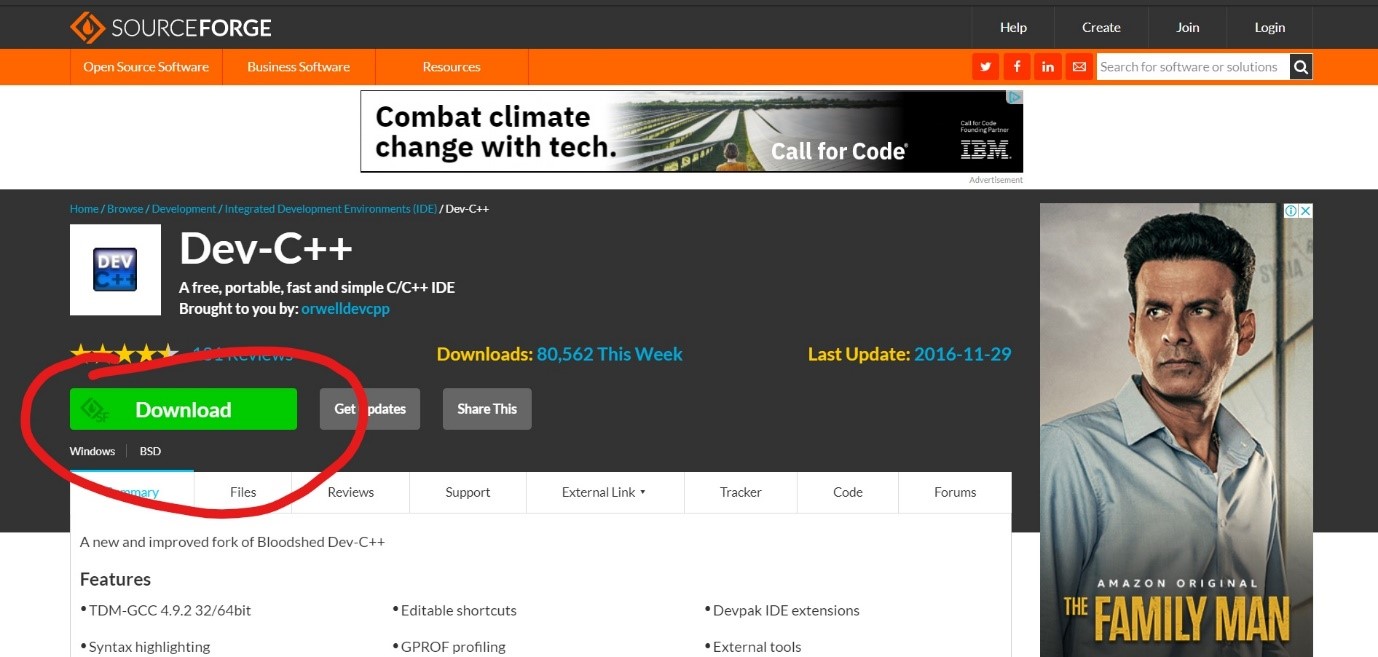 SOURCEFORGE
Help Create Join Login
Open Source Software Business Software Resources
Search for software or solutions
Combat climate
change with tech.
Call for Code
Call for Code
Founding Partner
IBM
Advertisement
Home / Browse / Development / Integrated Development Environments (IDE) / Dev-C++
DEV
C++
Dev-C++
A free, portable, fast and simple C/C++ IDE
Brought to you by: orwelldevcpp
Reviews
Downloads: 80,562 This Week
Last Update: 2016-11-29
SF
Download
Get Updates
Share This
Windows BSD
Summary Files Reviews Support External Link Tracker Code Forums
A new and improved fork of Bloodshed Dev-C++
Features
• TDM-GCC 4.9.2 32/64bit • Editable shortcuts • Devpak IDE extensions
• Syntax highlighting • GPROF profiling • External tools
SYRIA
AMAZON ORIGINAL
THE FAMILY MAN